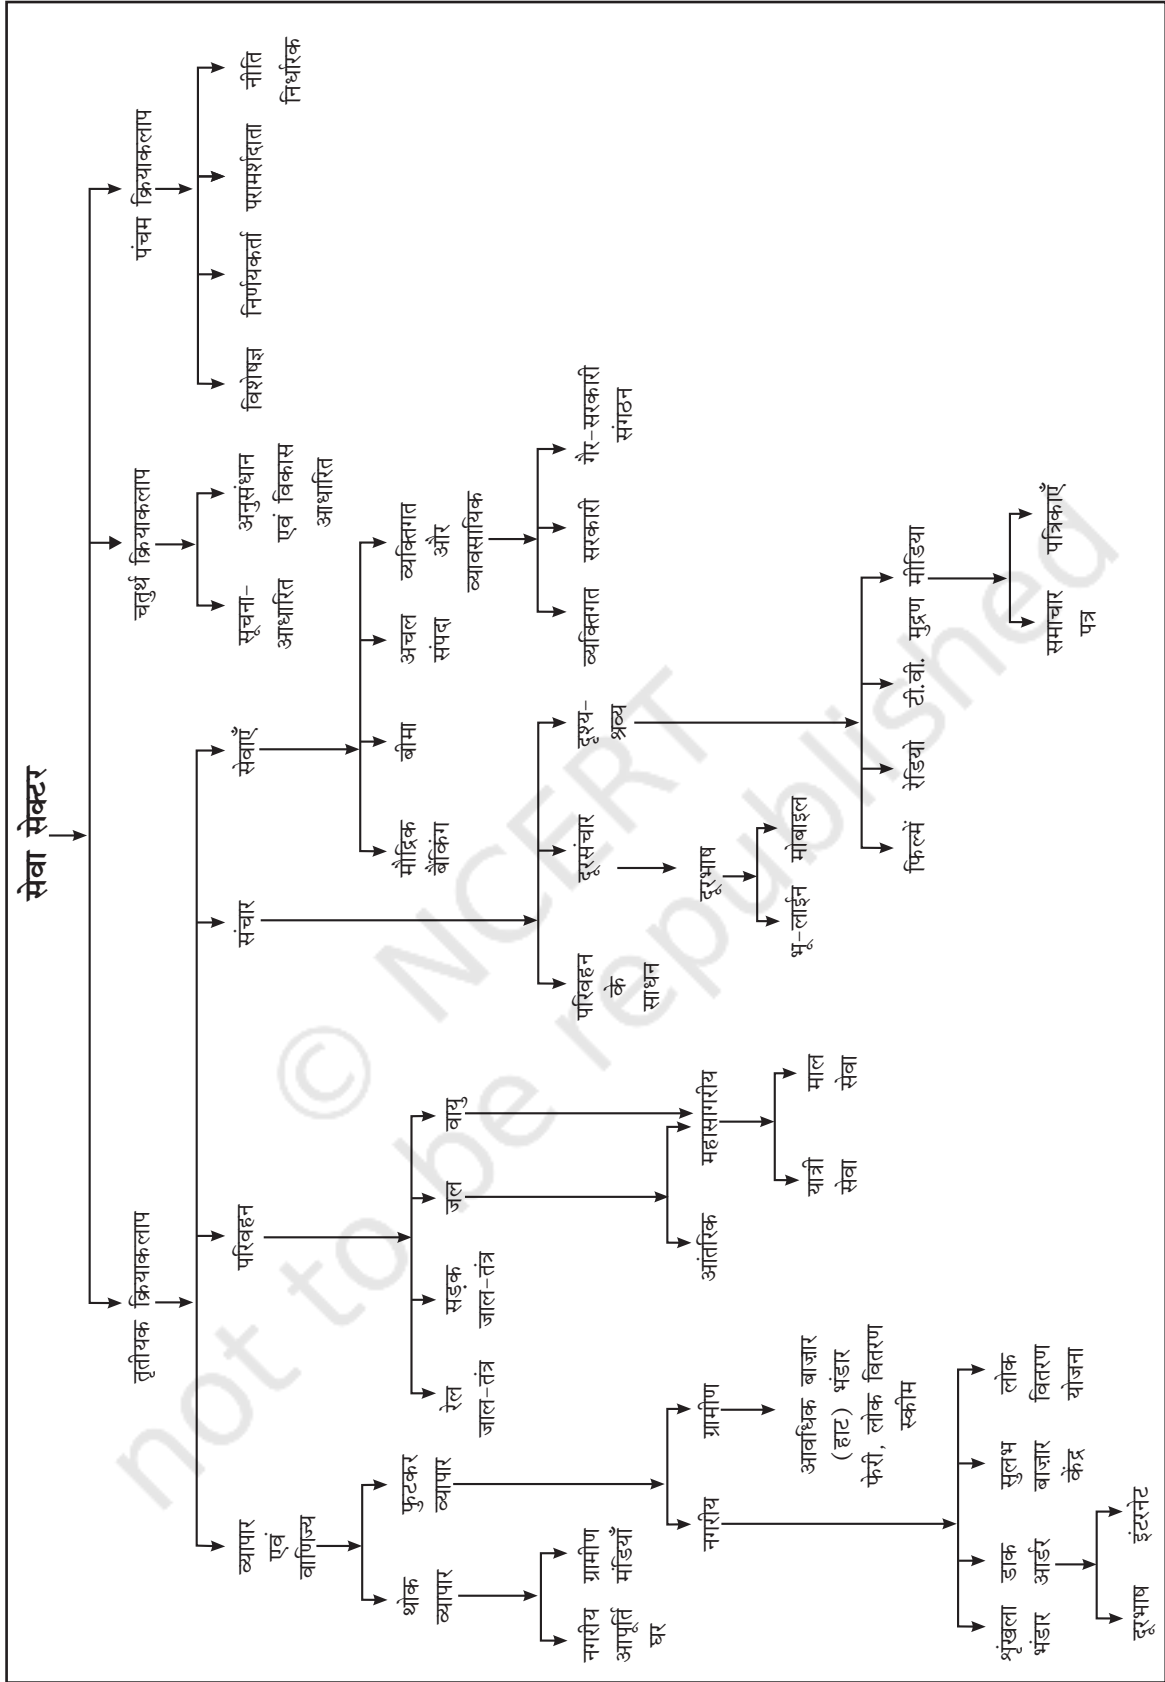 सेवा सेक्टर
तृतीयक क्रियाकलाप
चतुर्थ क्रियाकलाप
पंचम क्रियाकलाप
व्यापार
एवं
वाणिज्य
परिवहन
संचार
सेवाएँ
सूचना-
आधारित
अनुसंधान
एवं विकास
आधारित
विशेषज्ञ
निर्णयकर्ता
परामर्शदाता
नीति
निर्धारक
थोक
व्यापार
फुटकर
व्यापार
रेल
जाल-तंत्र
सड़क
जाल-तंत्र
जल
वायु
मौद्रिक
बैंकिंग
बीमा
अचल
संपदा
व्यक्तिगत
और
व्यावसायिक
नगरीय
आपूर्ति
घर
ग्रामीण
मंडियाँ
परिवहन
के
साधन
दूरसंचार
दृश्य-
श्रव्य
व्यक्तिगत
सरकारी
गैर-सरकारी
संगठन
नगरीय
ग्रामीण
आंतरिक
महासागरीय
दूरभाष
आवधिक बाज़ार
(हाट) भंडार
फेरी, लोक वितरण
स्कीम
यात्री
सेवा
माल
सेवा
भू-लाईन
मोबाइल
फिल्में
रेडियो
टी.वी.
मुद्रण मीडिया
शृंखला
भंडार
डाक
आर्डर
सुलभ
बाज़ार
केंद्र
लोक
वितरण
योजना
समाचार
पत्र
पत्रिकाएँ
दूरभाष
इंटरनेट
© NCERT
not to be republished